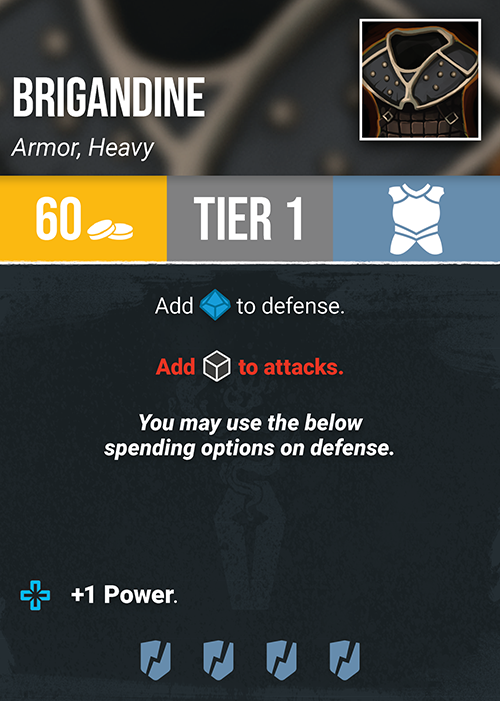 BRIGANDINE
Armor, Heavy
60
TIER 1
Add to defense.
Add to attacks.
You may use the below
spending options on defense.
+1 Power.